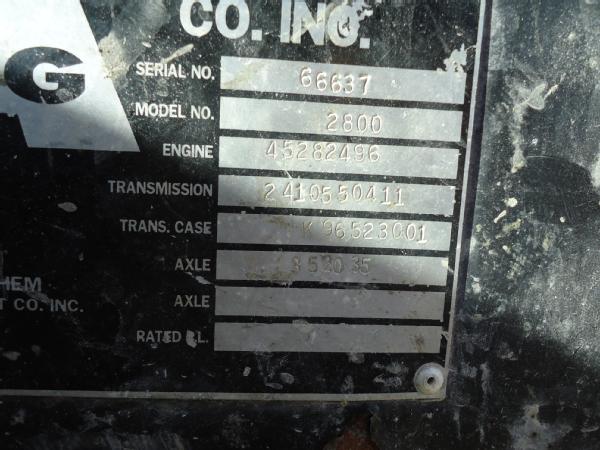 CO. INC.
G
SERIAL NO. 66637
MODEL NO. 2800
ENGINE 45282496
TRANSMISSION 2410550411
TRANS. CASE K 96523001
AXLE
AXLE
RATED D.L.
HEM
T CO. INC.